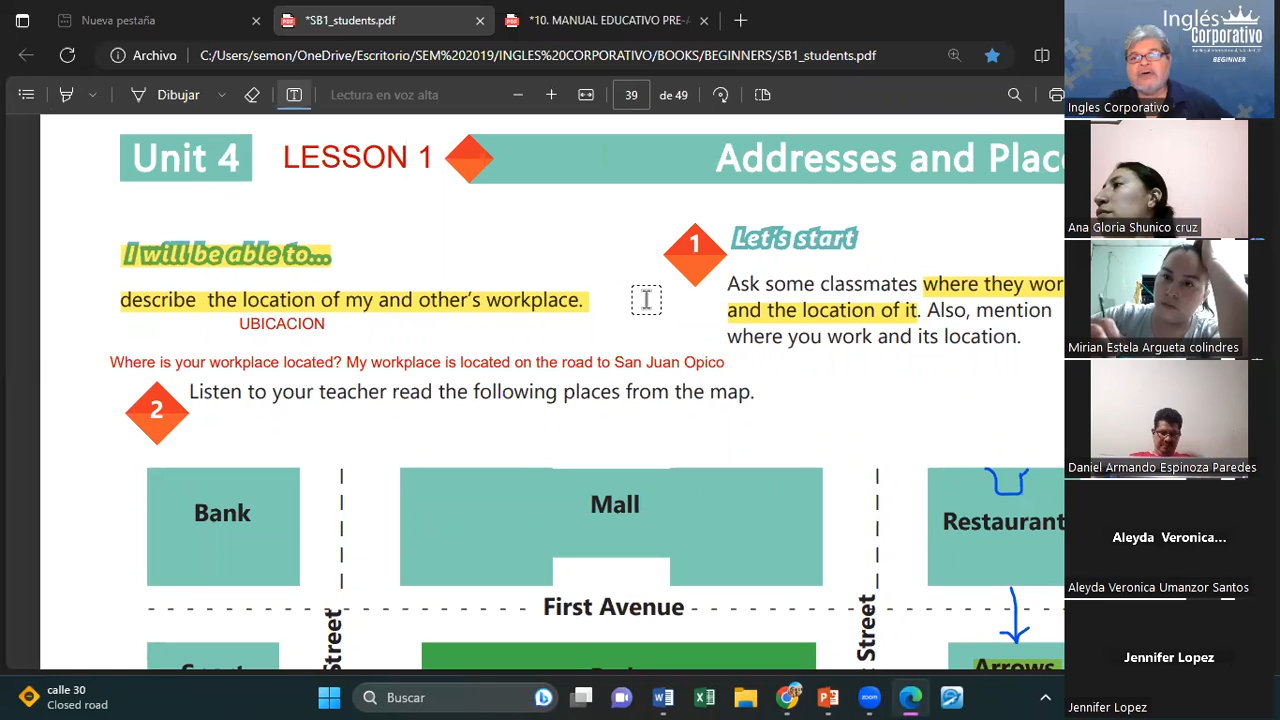 Nueva pestaña
*SB1_students.pdf
*10. MANUAL EDUCATIVO PRE-
Archivo
C:/Users/semon/OneDrive/Escritorio/SEM%202019/INGLES%20CORPORATIVO/BOOKS/BEGINNERS/SB1_students.pdf
Dibujar
Lectura en voz alta
39
de 49
Unit 4
LESSON 1
Addresses and Plac
I will be able to...
describe the location of my and other's workplace.
UBICACION
1
Let's start
Ask some classmates where they wor
and the location of it. Also, mention
where you work and its location.
Where is your workplace located? My workplace is located on the road to San Juan Opico
2
Listen to your teacher read the following places from the map.
Bank
Mall
Restaurant
First Avenue
Street
Street
Arrows
Inglés
Corporativo
BEGINNER
Ingles Corporativo
Ana Gloria Shunico cruz
Mirian Estela Argueta colindres
Daniel Armando Espinoza Paredes
Aleyda Veronica...
Aleyda Veronica Umanzor Santos
Jennifer Lopez
Jennifer Lopez
calle 30
Closed road
Buscar